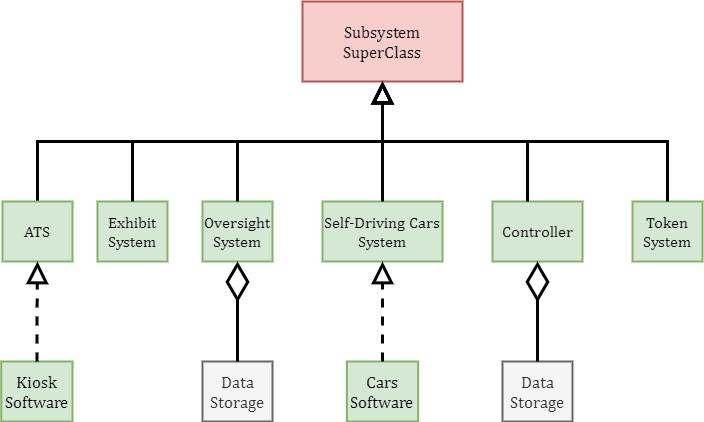 Subsystem
SuperClass
ATS
Exhibit
System
Oversight
System
Self-Driving Cars
System
Controller
Token
System
Kiosk
Software
Data
Storage
Cars
Software
Data
Storage